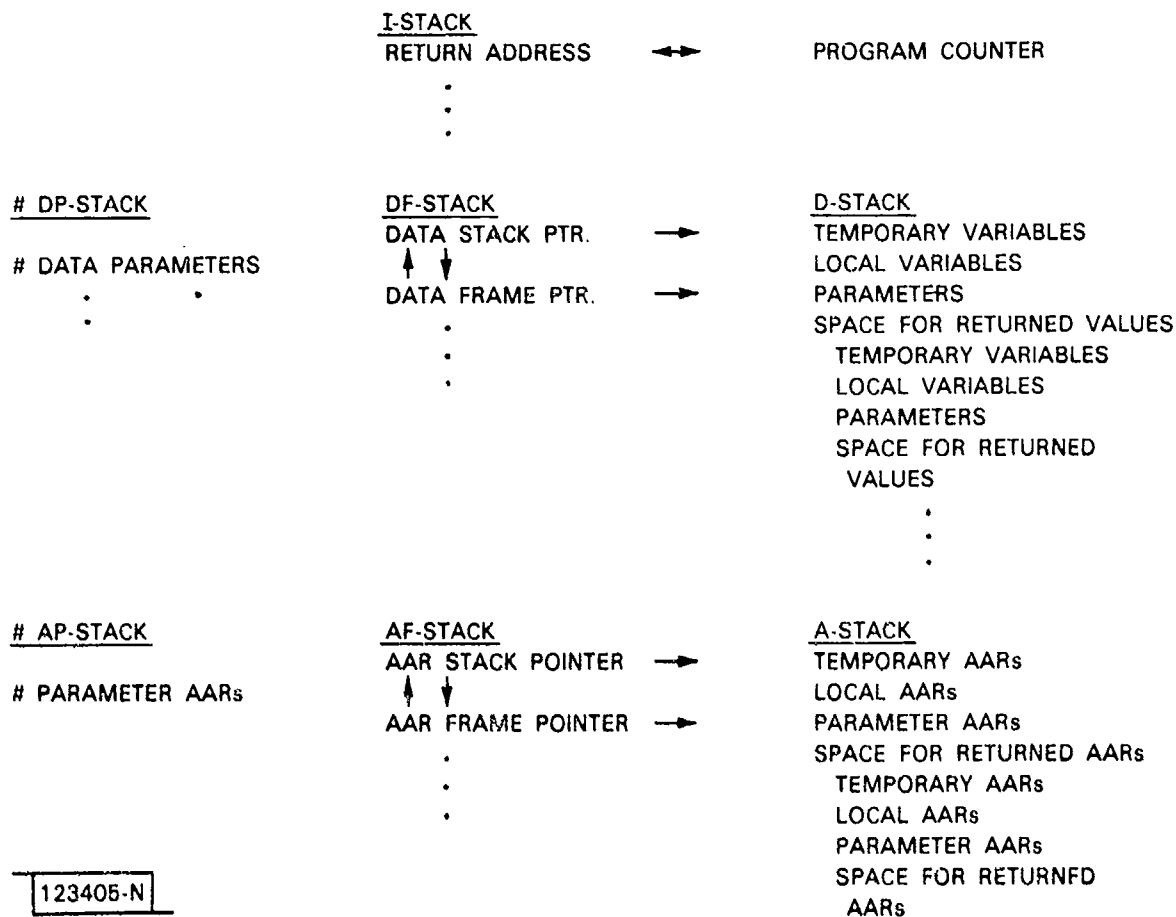 I-STACK
RETURN ADDRESS
PROGRAM COUNTER
# DP-STACK
# DATA PARAMETERS
DF-STACK
DATA STACK PTR.
DATA FRAME PTR.
D-STACK
TEMPORARY VARIABLES
LOCAL VARIABLES
PARAMETERS
SPACE FOR RETURNED VALUES
TEMPORARY VARIABLES
LOCAL VARIABLES
PARAMETERS
SPACE FOR RETURNED
VALUES
# AP-STACK
# PARAMETER AARs
AF-STACK
AAR STACK POINTER
AAR FRAME POINTER
A-STACK
TEMPORARY AARs
LOCAL AARs
PARAMETER AARs
SPACE FOR RETURNED AARs
TEMPORARY AARs
LOCAL AARs
PARAMETER AARs
SPACE FOR RETURNED
AARs
123405-N